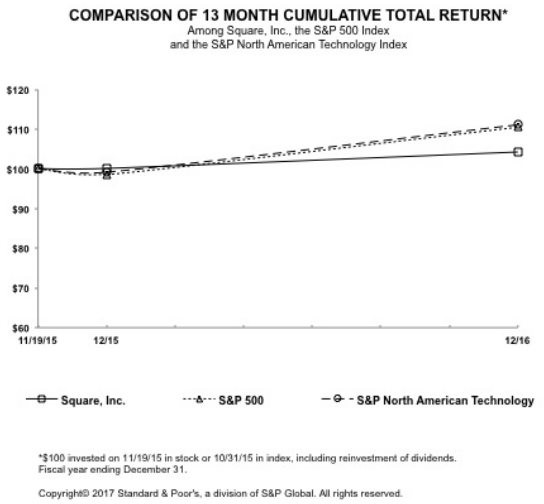 COMPARISON OF 13 MONTH CUMULATIVE TOTAL RETURN*
Among Square, Inc., the S&P 500 Index
and the S&P North American Technology Index
$120
$110
$100
$90
$80
$70
$60
11/19/15 12/15 12/16
Square, Inc. S&P 500 S&P North American Technology
*$100 invested on 11/19/15 in stock or 10/31/15 in index, including reinvestment of dividends.
Fiscal year ending December 31.
Copyright© 2017 Standard & Poor's, a division of S&P Global. All rights reserved.